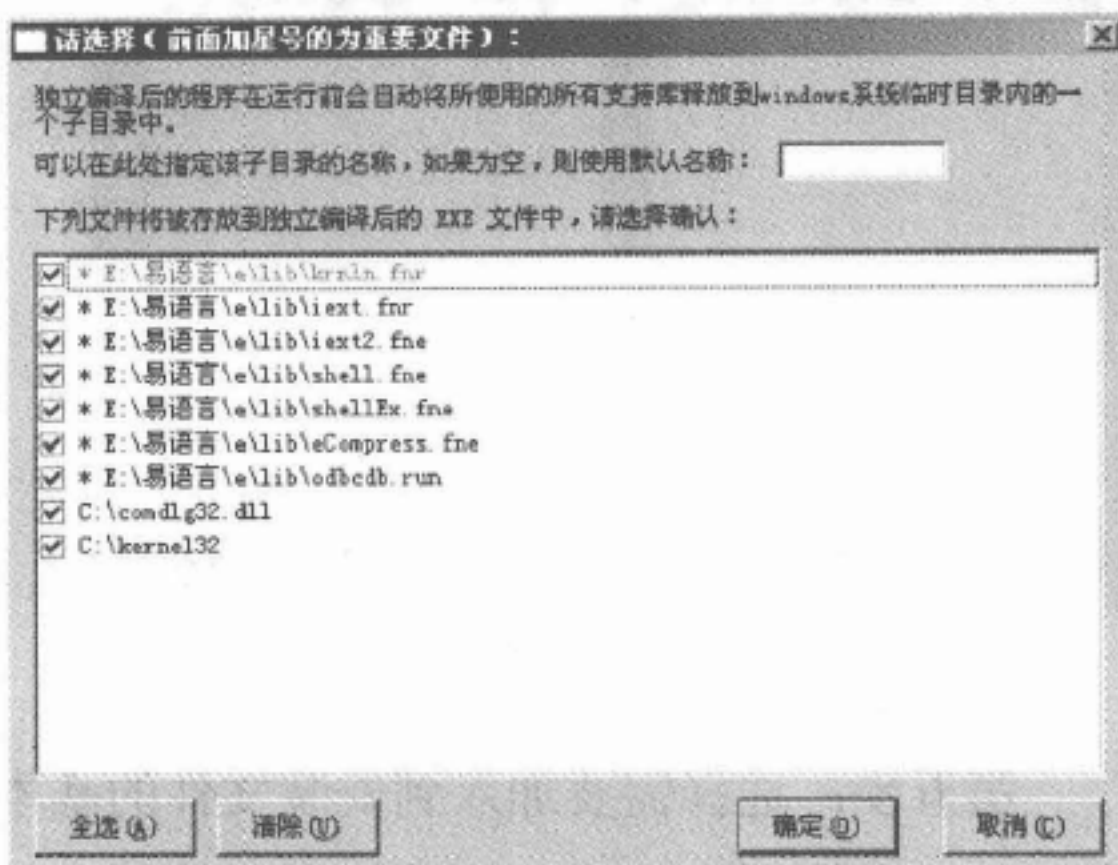 请选择(前面加星号的为重要文件):
独立编译后的程序在运行前会自动将所使用的所有支持库释放到windows系统临时目录内的一
个子目录中。
可以在此处指定该子目录的名称,如果为空,则使用默认名称:
下列文件将被存放到独立编译后的 EXE 文件中,请选择确认:
* E:\易语言\e\lib\krnln.fnr
* E:\易语言\e\lib\iext.fnr
* E:\易语言\e\lib\iext2.fne
* E:\易语言\e\lib\shell.fne
* E:\易语言\e\lib\shellEx.fne
* E:\易语言\e\lib\eCompress.fne
* E:\易语言\e\lib\odbcdb.run
C:\comdlg32.dll
C:\kernel32
全选(A) 清除(U) 确定(O) 取消(C)